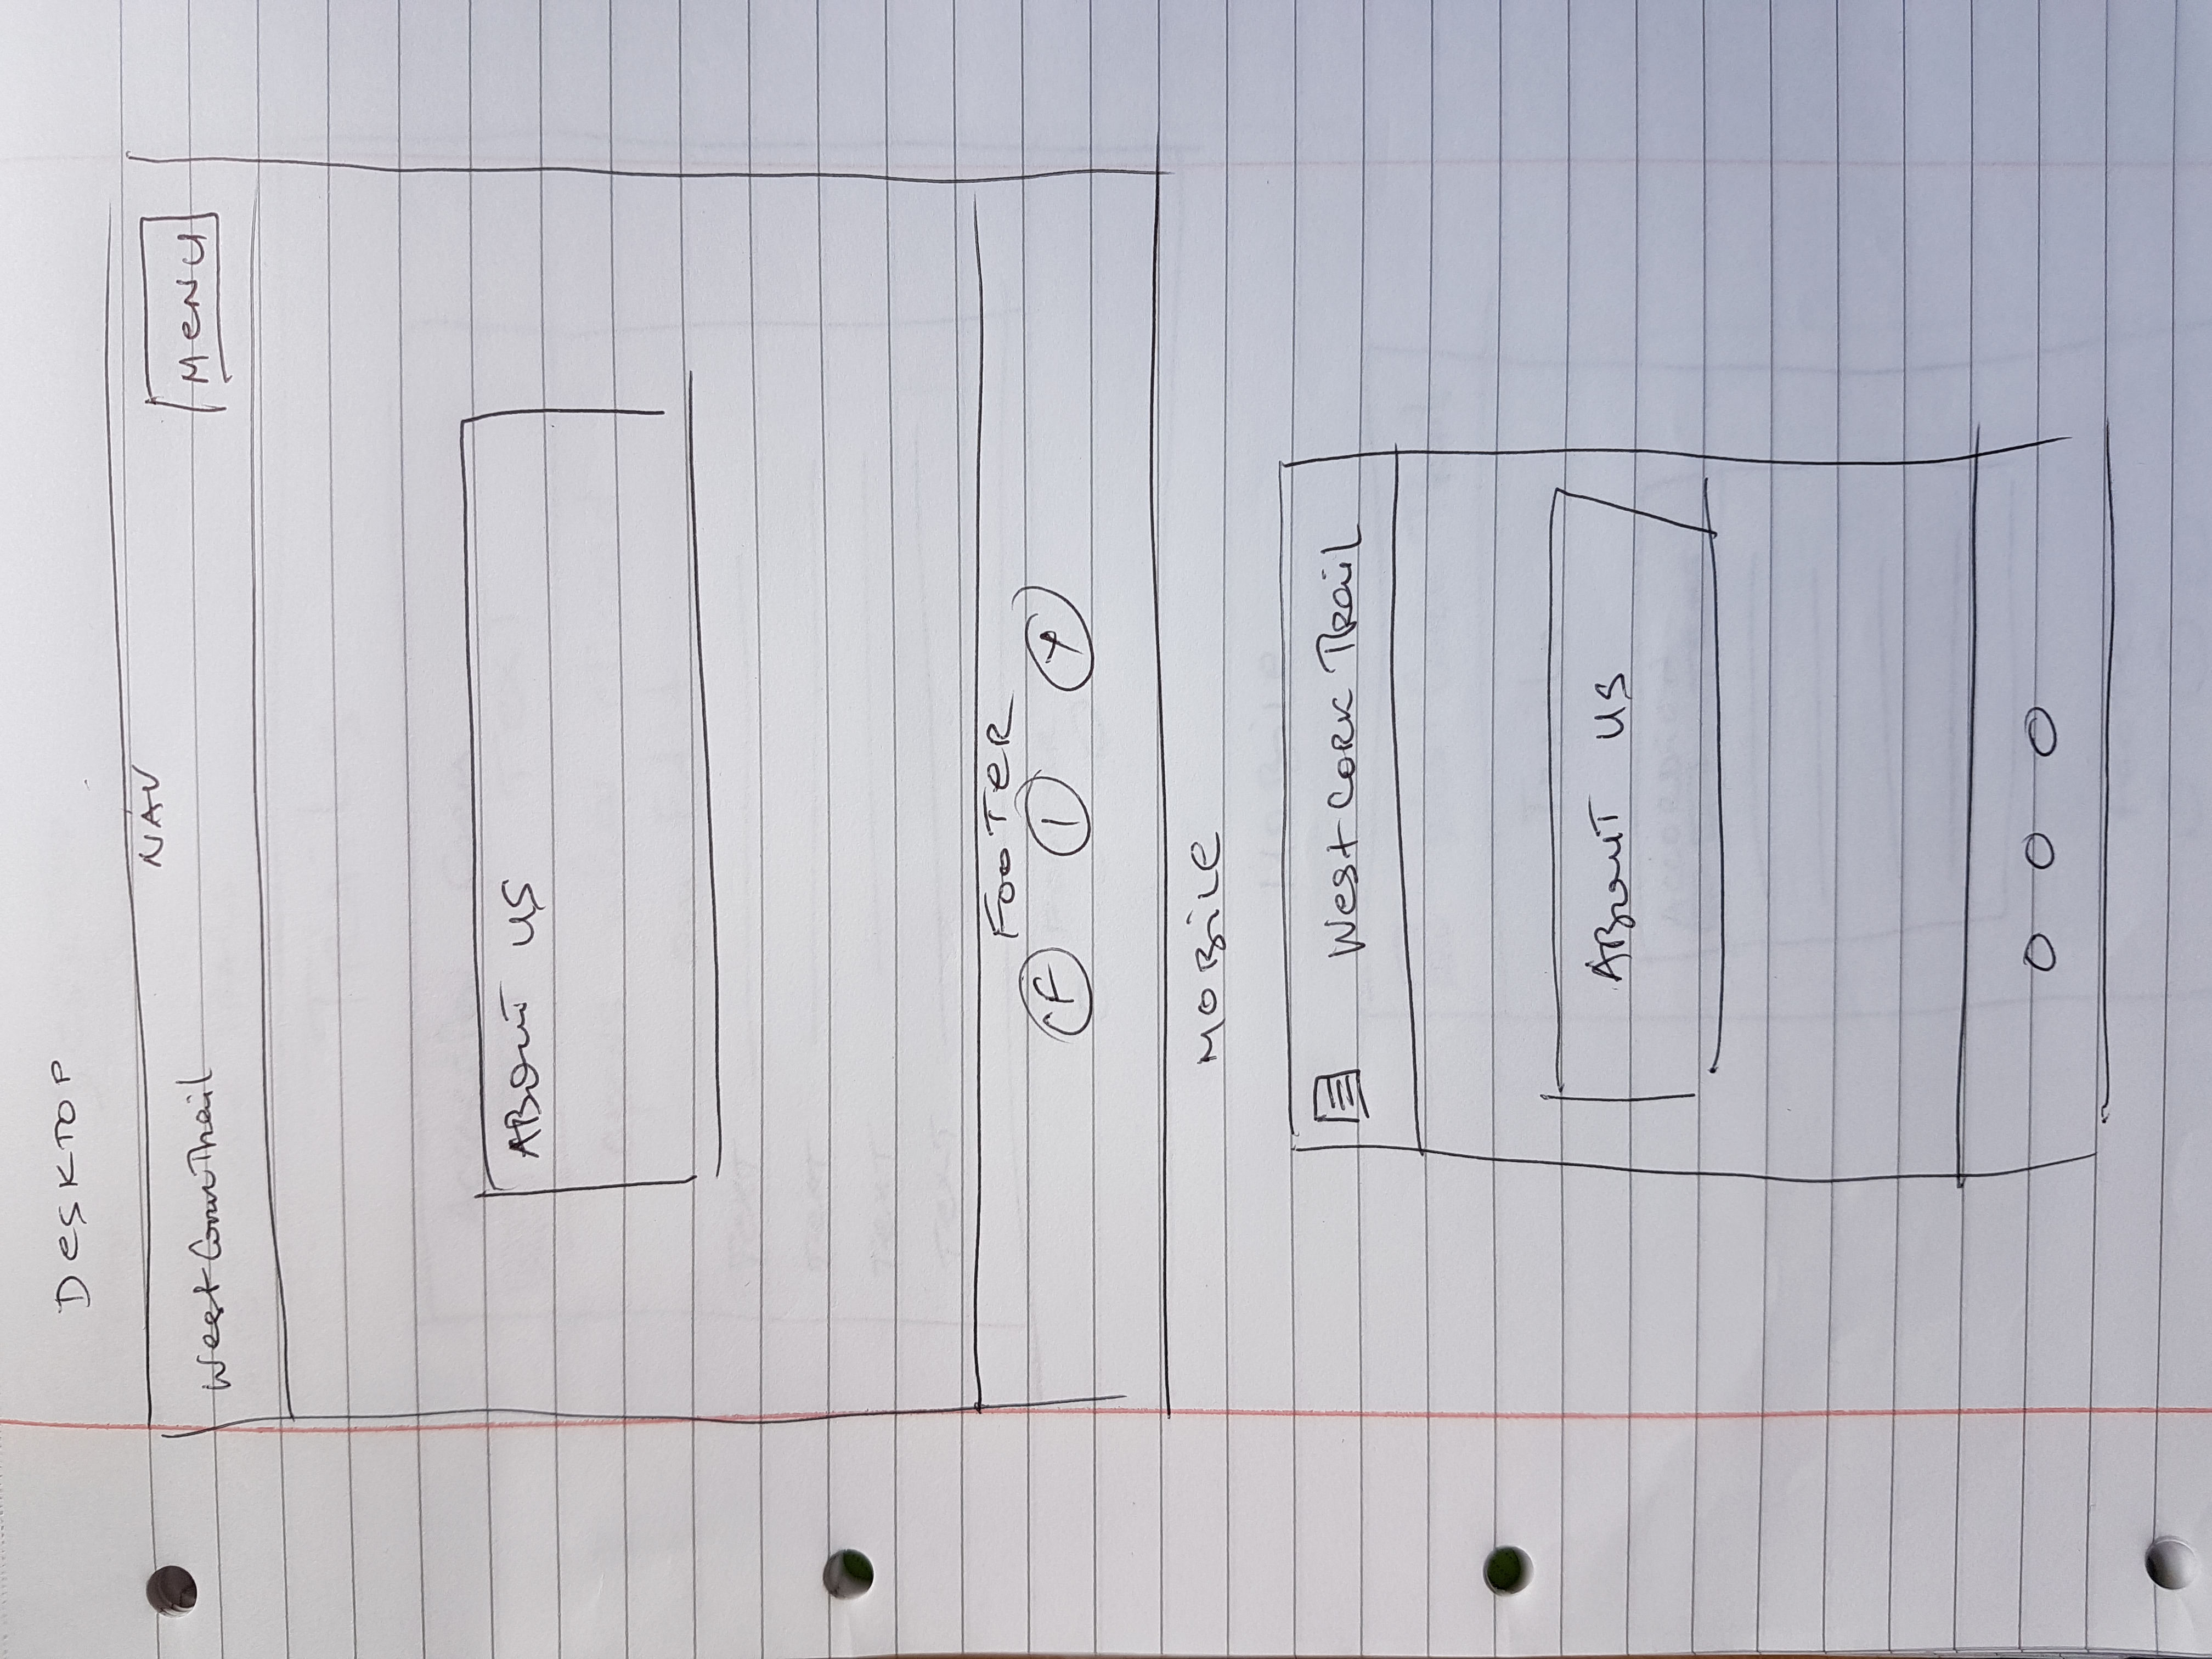 DESKTOP
NAV
West Cork Trail
MENU
ABOUT US
FOOTER
F I Y
MOBILE
West CORK TRAIL
ABOUT US